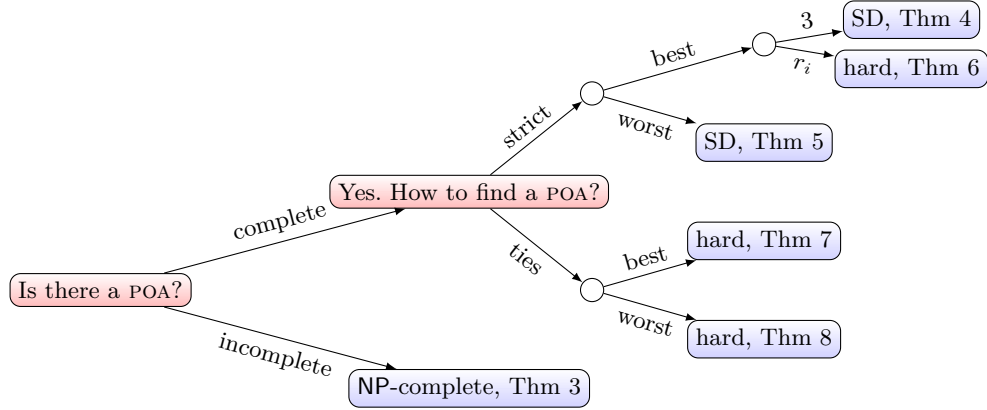 3
SD, Thm 4
best
r_i
hard, Thm 6
strict
worst
SD, Thm 5
Yes. How to find a POA?
complete
ties
best
hard, Thm 7
Is there a POA?
worst
hard, Thm 8
incomplete
NP-complete, Thm 3